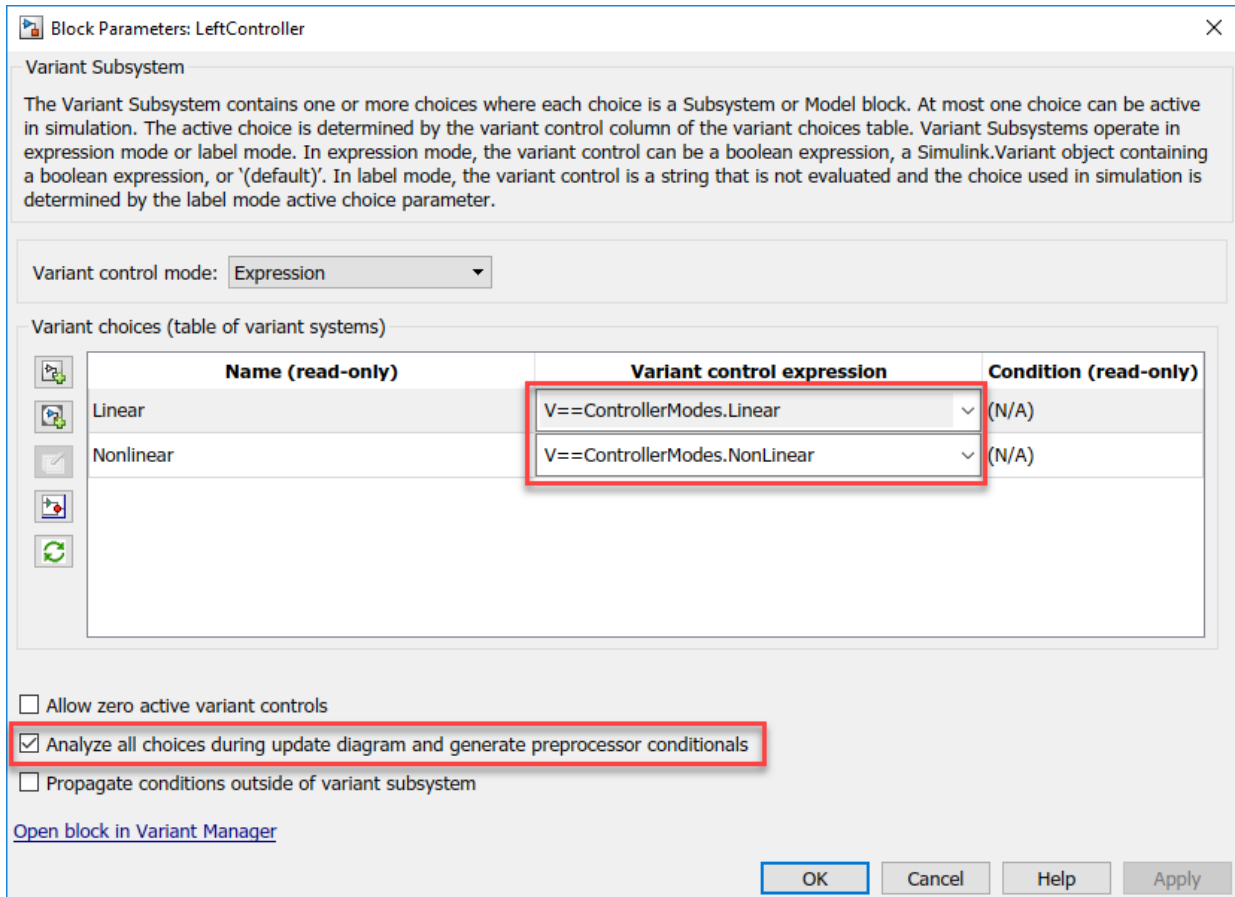 Block Parameters: LeftController
Variant Subsystem
The Variant Subsystem contains one or more choices where each choice is a Subsystem or Model block. At most one choice can be active
in simulation. The active choice is determined by the variant control column of the variant choices table. Variant Subsystems operate in
expression mode or label mode. In expression mode, the variant control can be a boolean expression, a Simulink.Variant object containing
a boolean expression, or ‘(default)’. In label mode, the variant control is a string that is not evaluated and the choice used in simulation is
determined by the label mode active choice parameter.
Variant control mode: Expression
Variant choices (table of variant systems)
Name (read-only) Variant control expression Condition (read-only)
Linear V==ControllerModes.Linear (N/A)
Nonlinear V==ControllerModes.NonLinear (N/A)
Allow zero active variant controls
Analyze all choices during update diagram and generate preprocessor conditionals
Propagate conditions outside of variant subsystem
Open block in Variant Manager
OK Cancel Help Apply